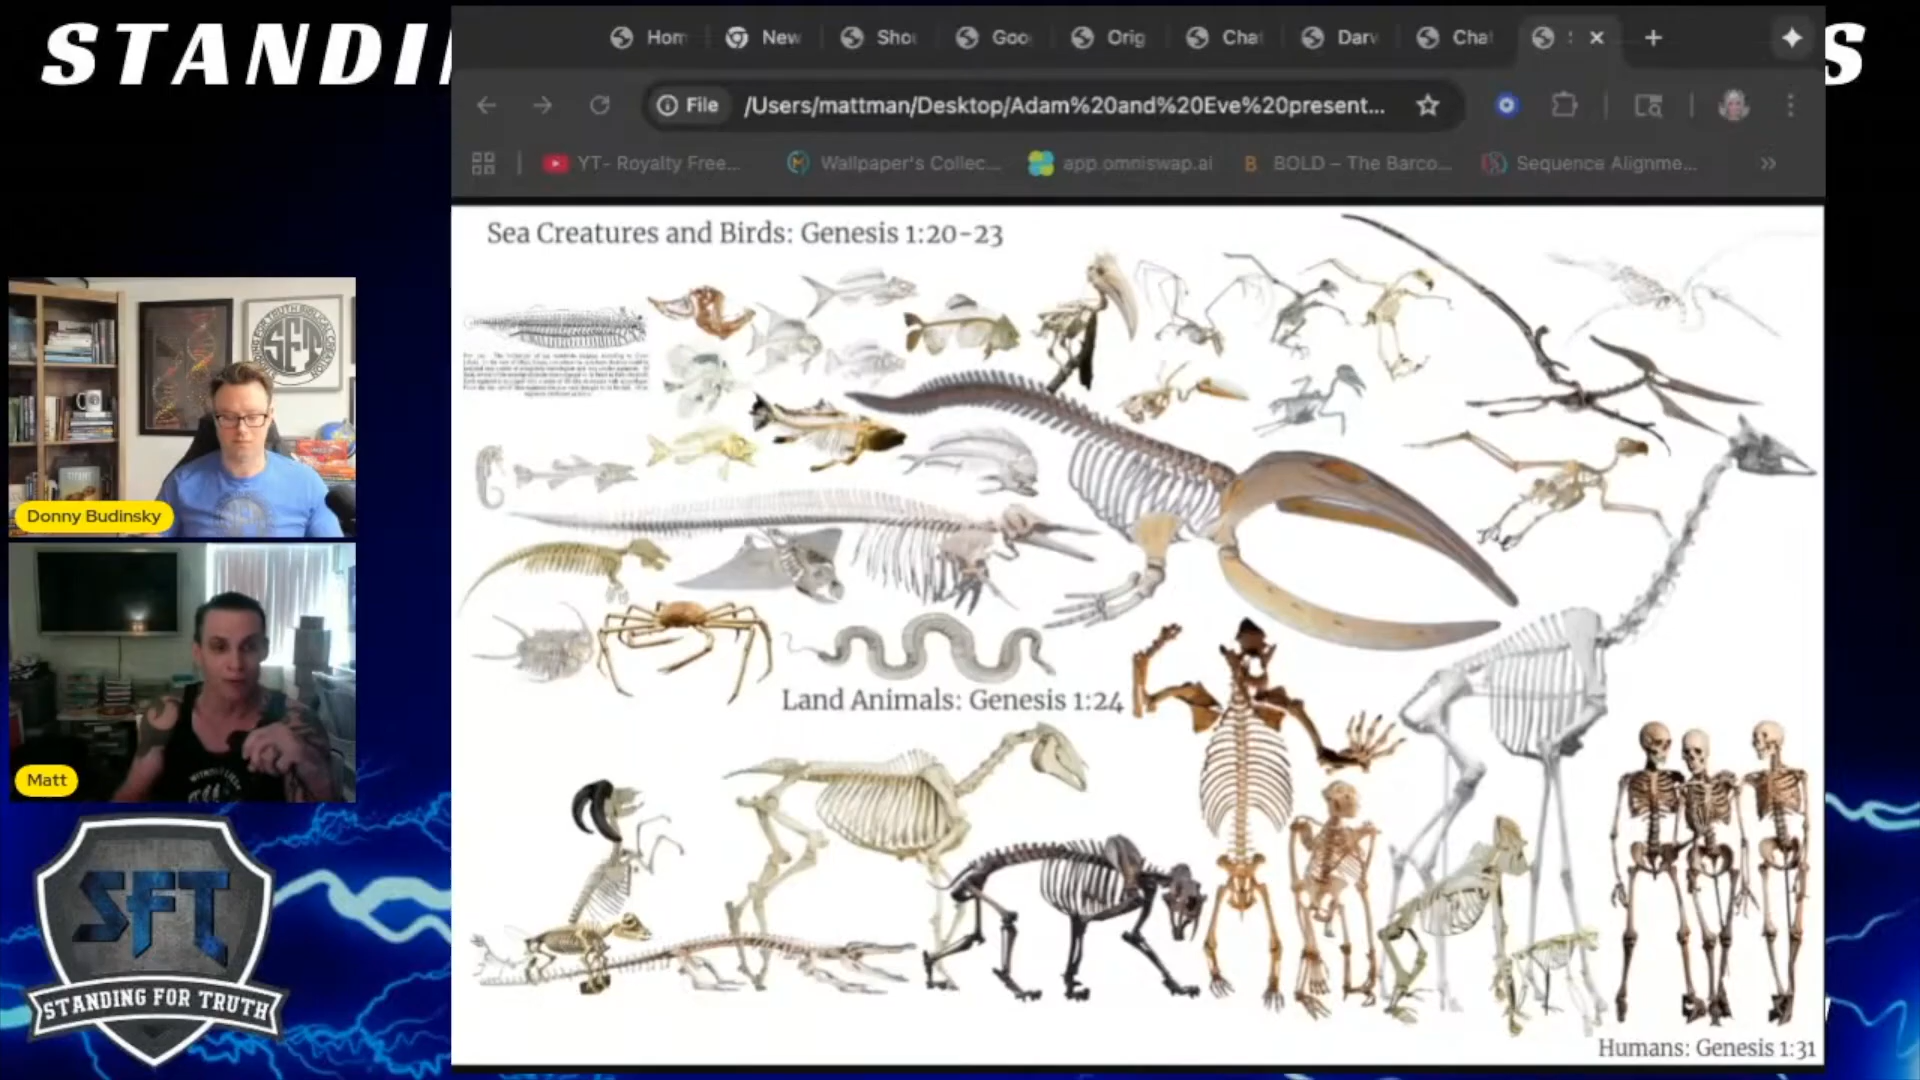 STANDI
S
Hom
New
Sho
Goo
Orig
Chat
Darw
Chat
File
/Users/mattman/Desktop/Adam%20and%20Eve%20present...
YT- Royalty Free...
Wallpaper's Collec...
app.omniswap.ai
B BOLD – The Barco...
Sequence Alignme...
Sea Creatures and Birds: Genesis 1:20-23
SFT
Donny Budinsky
Land Animals: Genesis 1:24
Matt
SFT
STANDING FOR TRUTH
Humans: Genesis 1:31